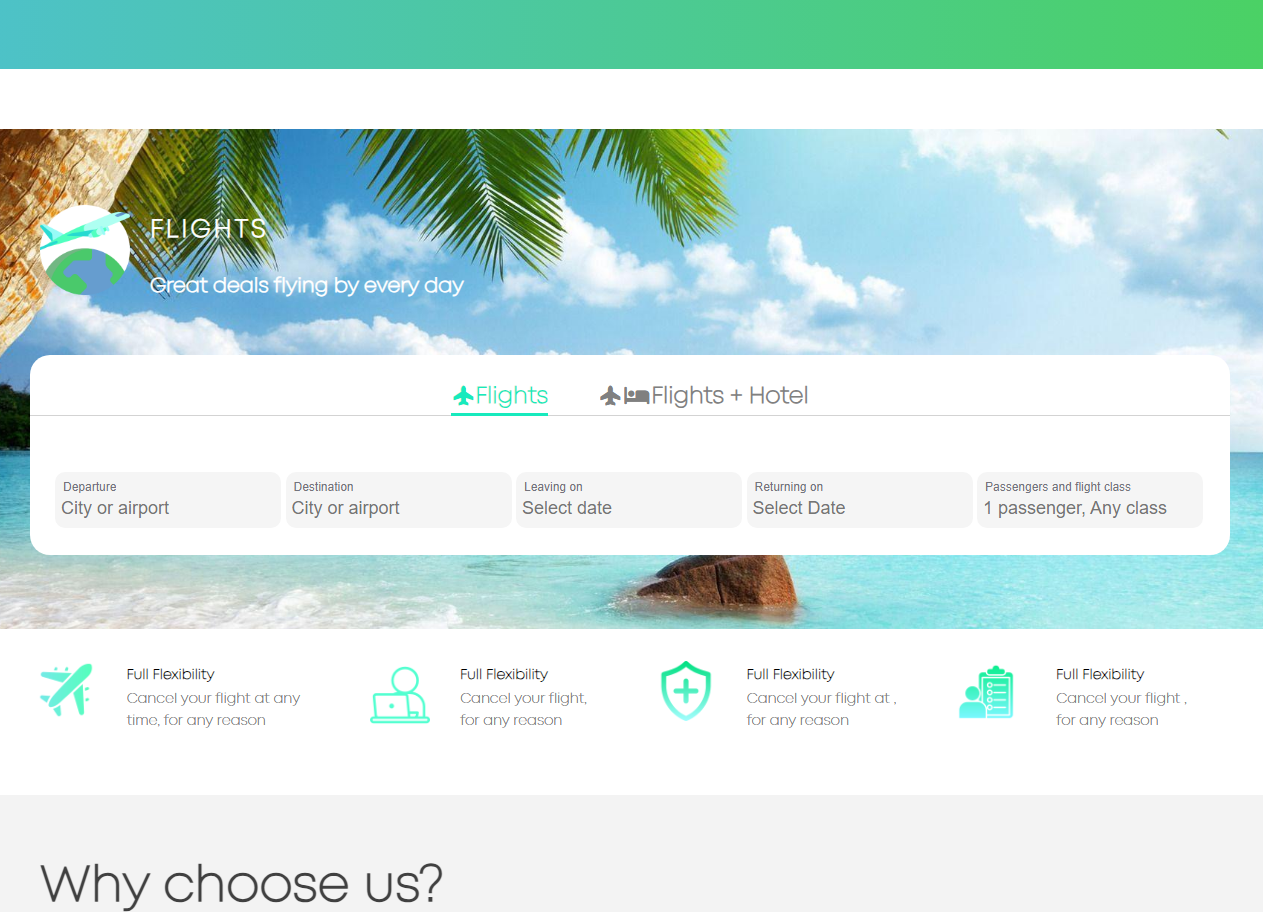 FLIGHTS
Great deals flying by every day
Flights
Flights + Hotel
Departure
City or airport
Destination
City or airport
Leaving on
Select date
Returning on
Select Date
Passengers and flight class
1 passenger, Any class
Full Flexibility
Cancel your flight at any
time, for any reason
Full Flexibility
Cancel your flight,
for any reason
Full Flexibility
Cancel your flight at ,
for any reason
Full Flexibility
Cancel your flight ,
for any reason
Why choose us?